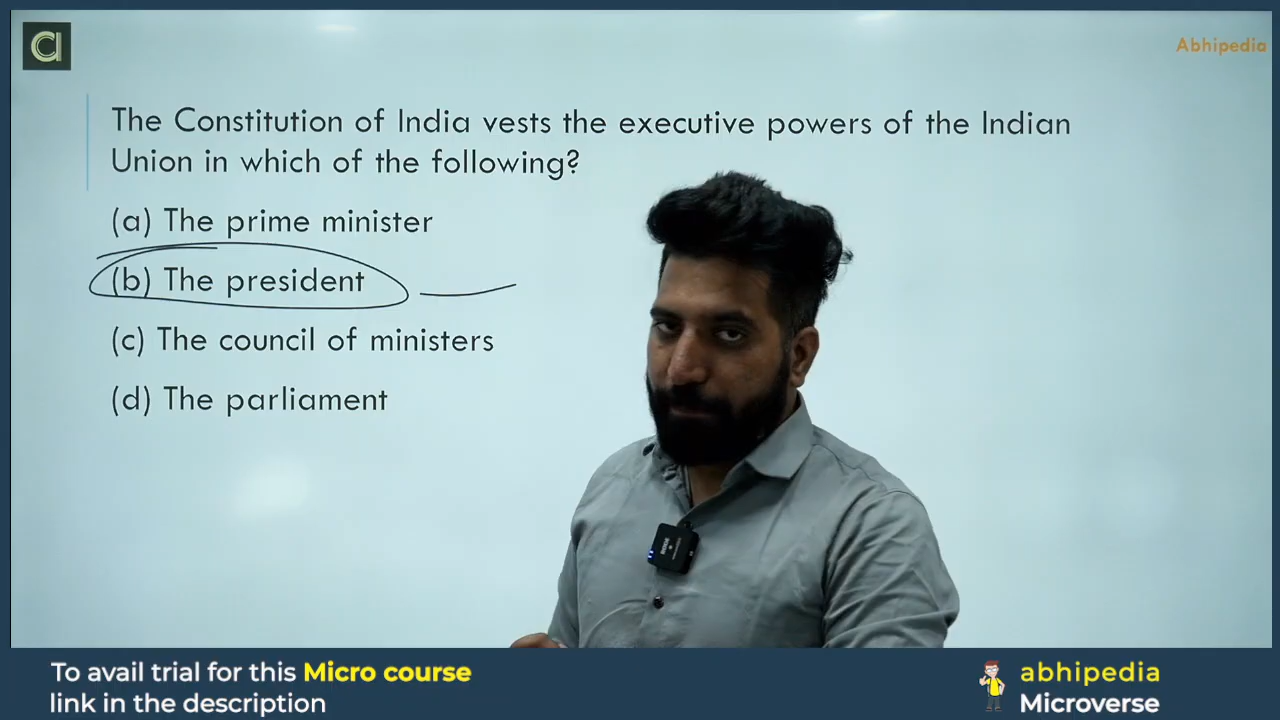 Abhipedia
The Constitution of India vests the executive powers of the Indian
Union in which of the following?
(a) The prime minister
(b) The president
(c) The council of ministers
(d) The parliament
To avail trial for this Micro course
link in the description
abhipedia
Microverse